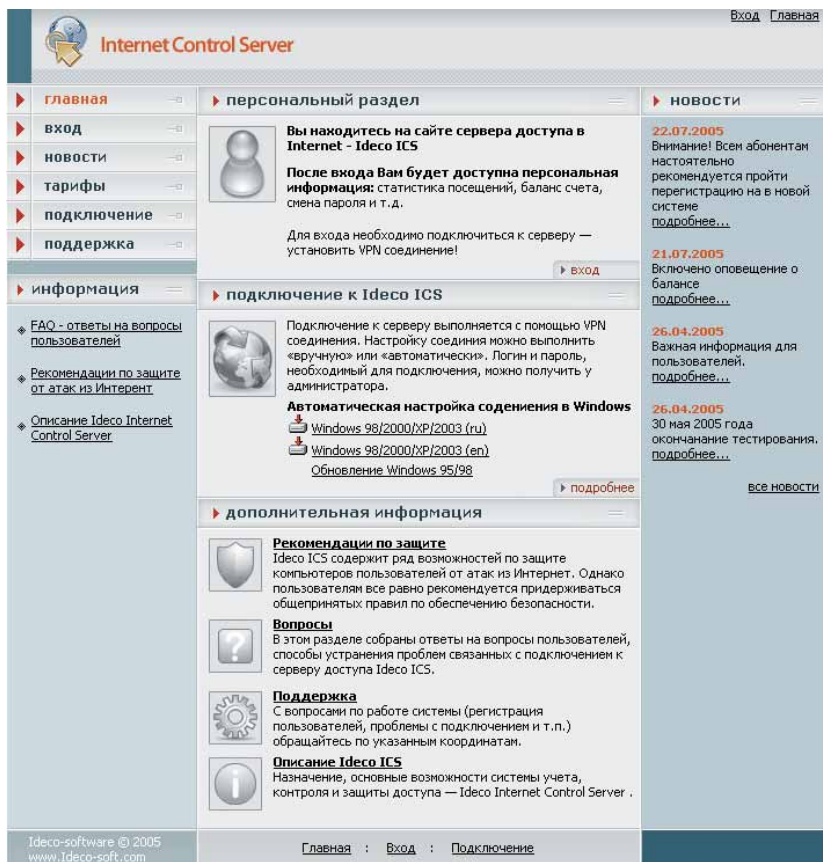 Вход Главная
Internet Control Server
главная
вход
новости
тарифы
подключение
поддержка
информация
FAQ - ответы на вопросы
пользователей
Рекомендации по защите
от атак из Интерент
Описание Ideco Internet
Control Server
персональный раздел
Вы находитесь на сайте сервера доступа в
Internet - Ideco ICS
После входа Вам будет доступна персональная
информация: статистика посещений, баланс счета,
смена пароля и т.д.
Для входа необходимо подключиться к серверу —
установить VPN соединение!
вход
подключение к Ideco ICS
Подключение к серверу выполняется с помощью VPN
соединения. Настройку соединия можно выполнить
«вручную» или «автоматически». Логин и пароль,
необходимый для подключения, можно получить у
администратора.
Автоматическая настройка содениения в Windows
Windows 98/2000/XP/2003 (ru)
Windows 98/2000/XP/2003 (en)
Обновление Windows 95/98
подробнее
дополнительная информация
Рекомендации по защите
Ideco ICS содержит ряд возможностей по защите
компьютеров пользователей от атак из Интернет. Однако
пользователям все равно рекомендуется придерживаться
общепринятых правил по обеспечению безопасности.
Вопросы
В этом разделе собраны ответы на вопросы пользователей,
способы устранения проблем связанных с подключением к
серверу доступа Ideco ICS.
Поддержка
С вопросами по работе системы (регистрация
пользователей, проблемы с подключением и т.п.)
обращайтесь по указанным координатам.
Описание Ideco ICS
Назначение, основные возможности системы учета,
контроля и защиты доступа — Ideco Internet Control Server .
новости
22.07.2005
Внимание! Всем абонентам
настоятельно
рекомендуется пройти
перегистрацию на в новой
системе
подробнее...
21.07.2005
Включено оповещение о
балансе
подробнее...
26.04.2005
Важная информация для
пользователей.
подробнее...
26.04.2005
30 мая 2005 года
окончанание тестирования.
подробнее...
все новости
Ideco-software © 2005
www.Ideco-soft.com
Главная : Вход : Подключение